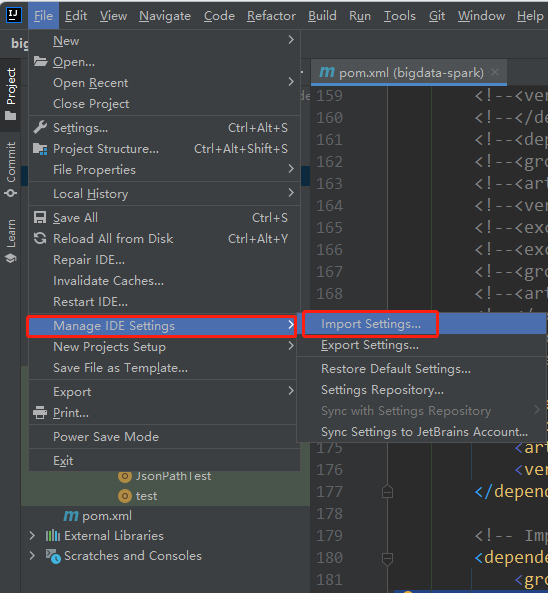 File Edit View Navigate Code Refactor Build Run Tools Git Window Help
big
New
Open...
Open Recent
Close Project
Settings... Ctrl+Alt+S
Project Structure... Ctrl+Alt+Shift+S
File Properties
Local History
Save All Ctrl+S
Reload All from Disk Ctrl+Alt+Y
Repair IDE...
Invalidate Caches...
Restart IDE...
Manage IDE Settings
New Projects Setup
Save File as Template...
Export
Print...
Power Save Mode
Exit
Import Settings...
Export Settings...
Restore Default Settings...
Settings Repository...
Sync with Settings Repository
Sync Settings to JetBrains Account...
Project
Commit
Learn
JsonPathTest
test
pom.xml
External Libraries
Scratches and Consoles
pom.xml (bigdata-spark)
159 <!--<ver
160 <!--</de
161 <!--<dep
162 <!--<gro
163 <!--<art
164 <!--<ver
165 <!--<exc
166 <!--<exc
167 <!--<gro
168 <!--<art
175 <art
176 <ver
177 </depend
178
179 <!-- Imp
180 <depende
181 <gro